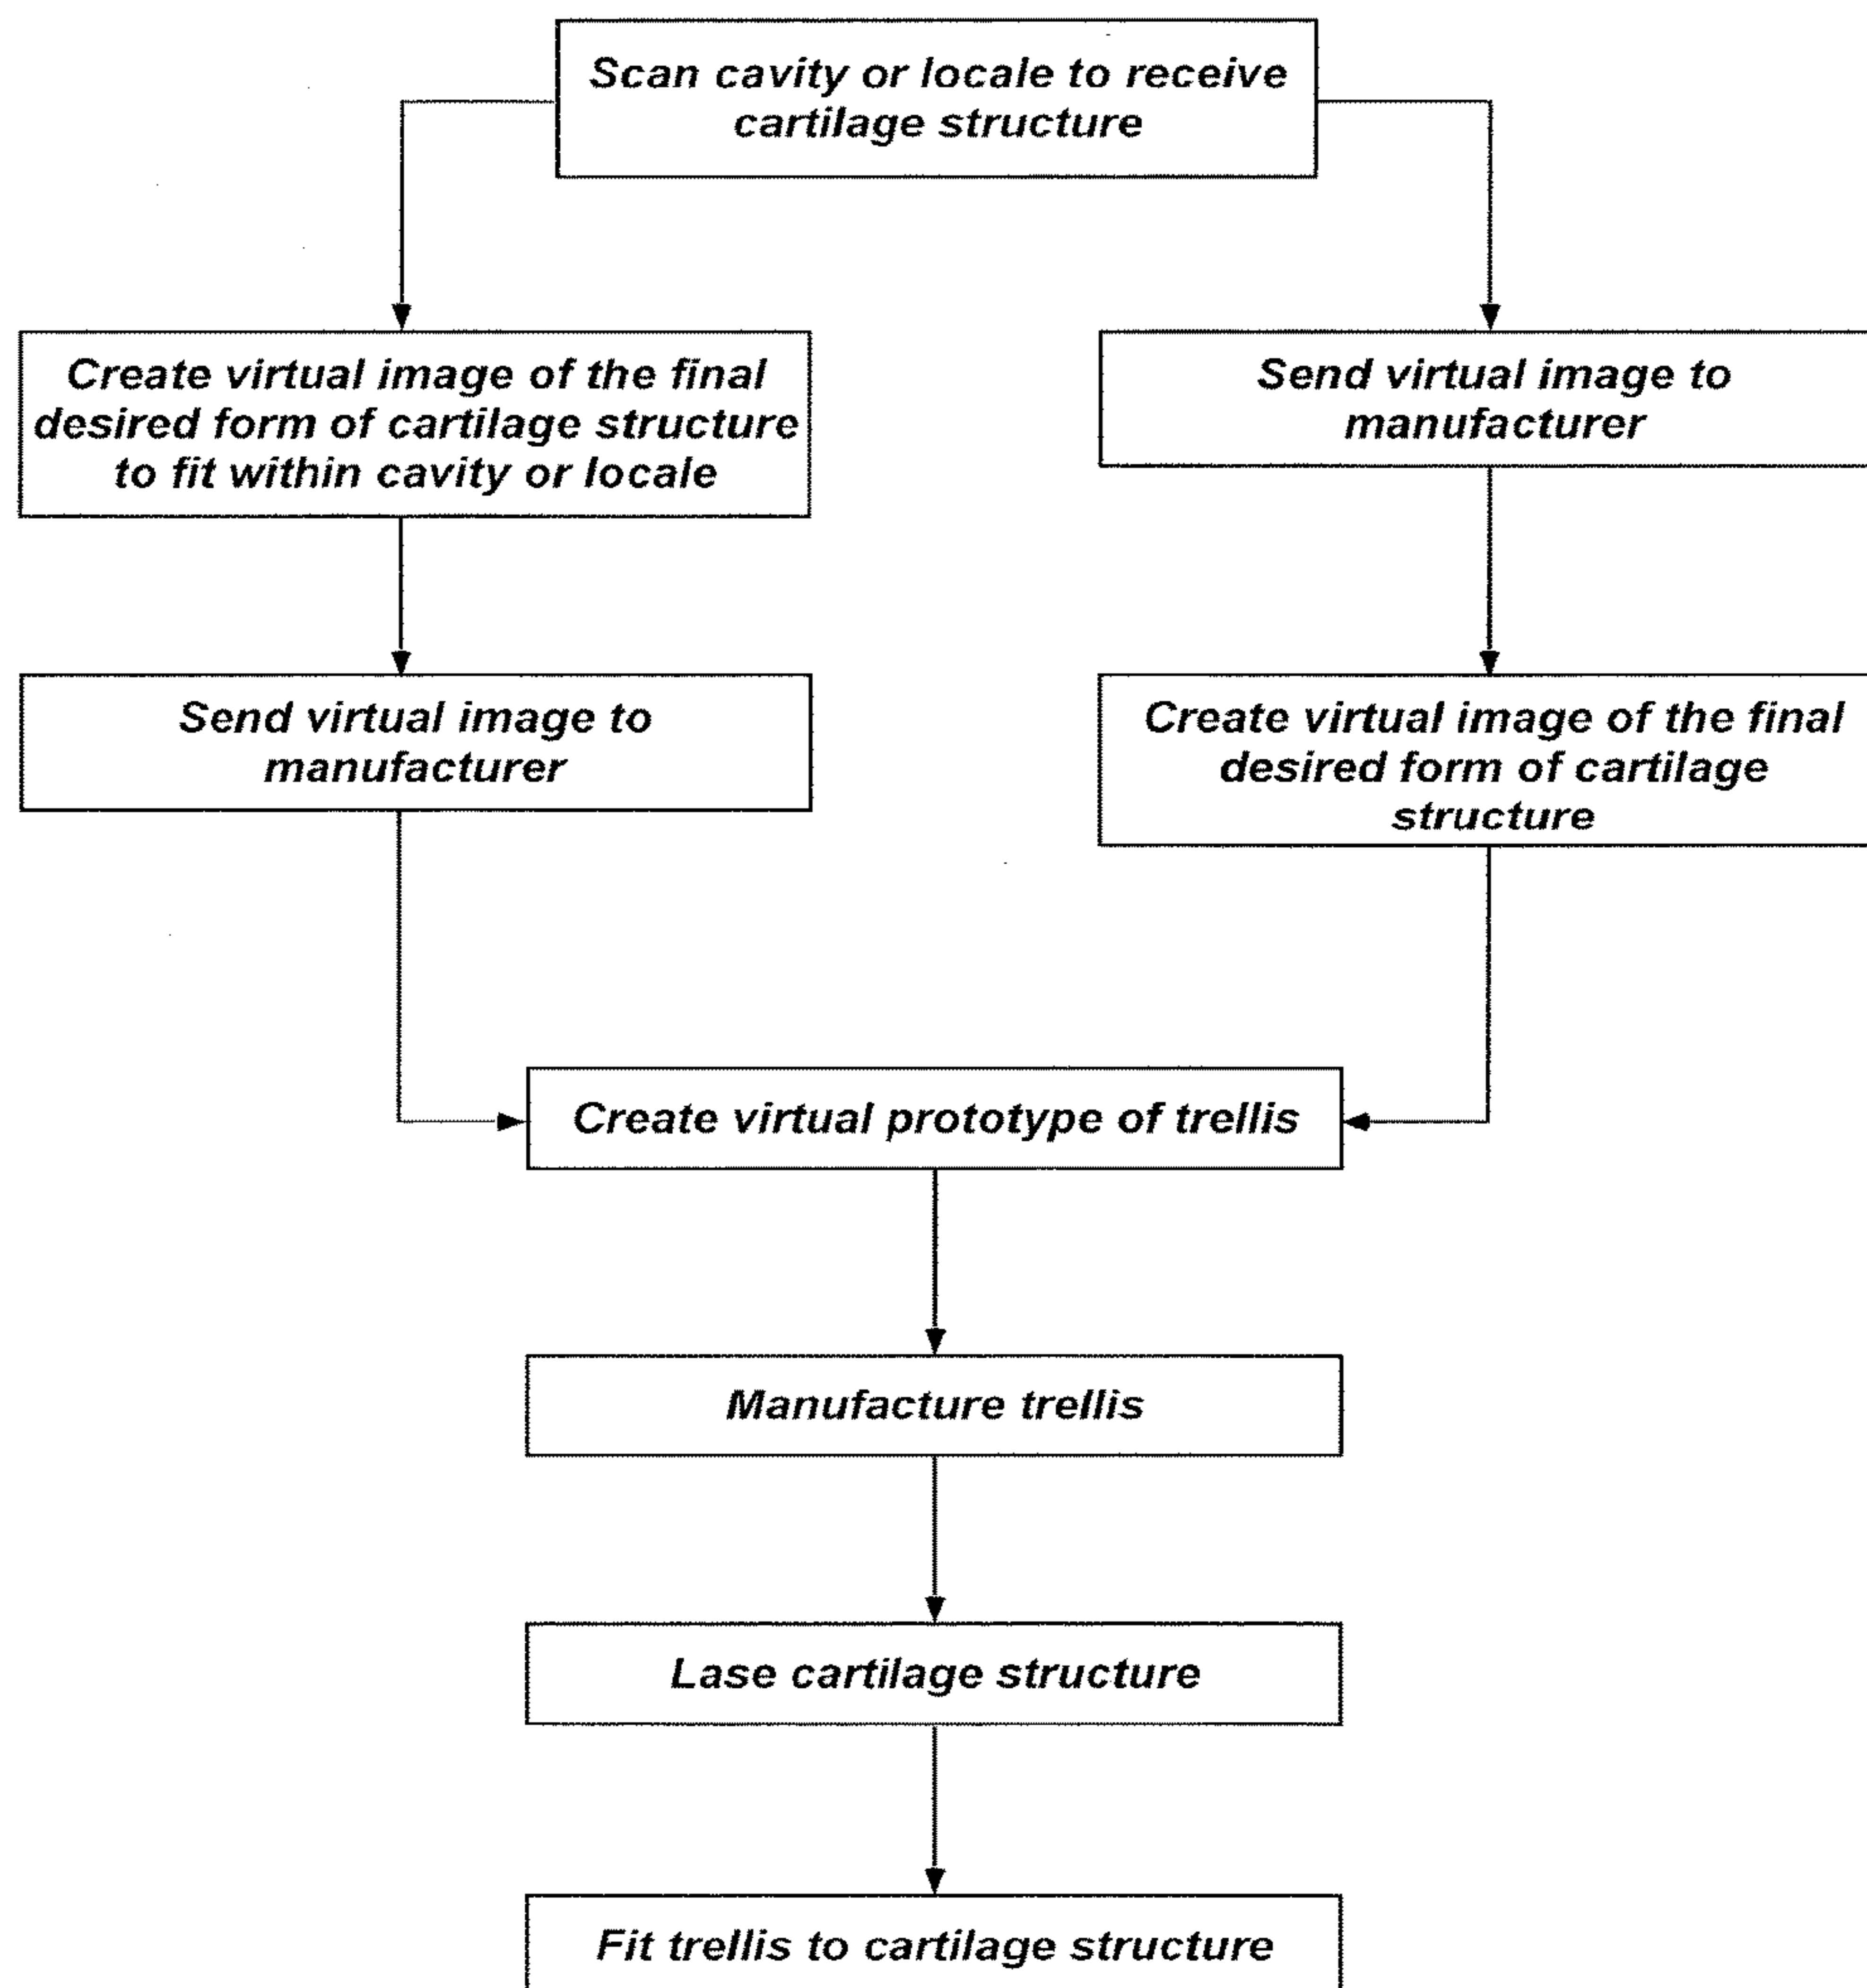 Scan cavity or locale to receive
cartilage structure
Create virtual image of the final
desired form of cartilage structure
to fit within cavity or locale
Send virtual image to
manufacturer
Send virtual image to
manufacturer
Create virtual image of the final
desired form of cartilage
structure
Create virtual prototype of trellis
Manufacture trellis
Lase cartilage structure
Fit trellis to cartilage structure